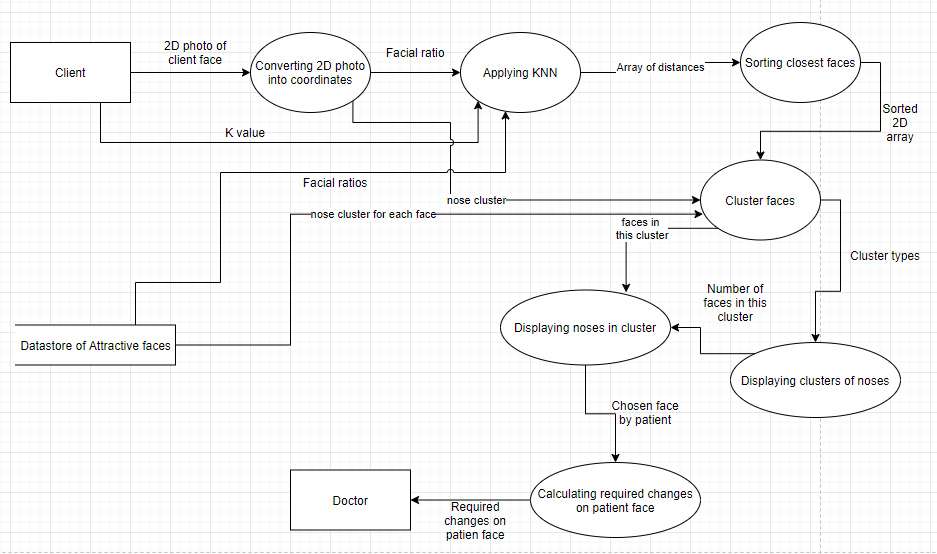 2D photo of
client face
Client
Converting 2D photo
into coordinates
Facial ratio
Applying KNN
Array of distances
Sorting closest faces
Sorted
2D
array
K value
Facial ratios
nose cluster
nose cluster for each face
Cluster faces
faces in
this cluster
Cluster types
Number of
faces in this
cluster
Displaying noses in cluster
Datastore of Attractive faces
Displaying clusters of noses
Chosen face
by patient
Calculating required changes
on patient face
Doctor
Required
changes on
patien face